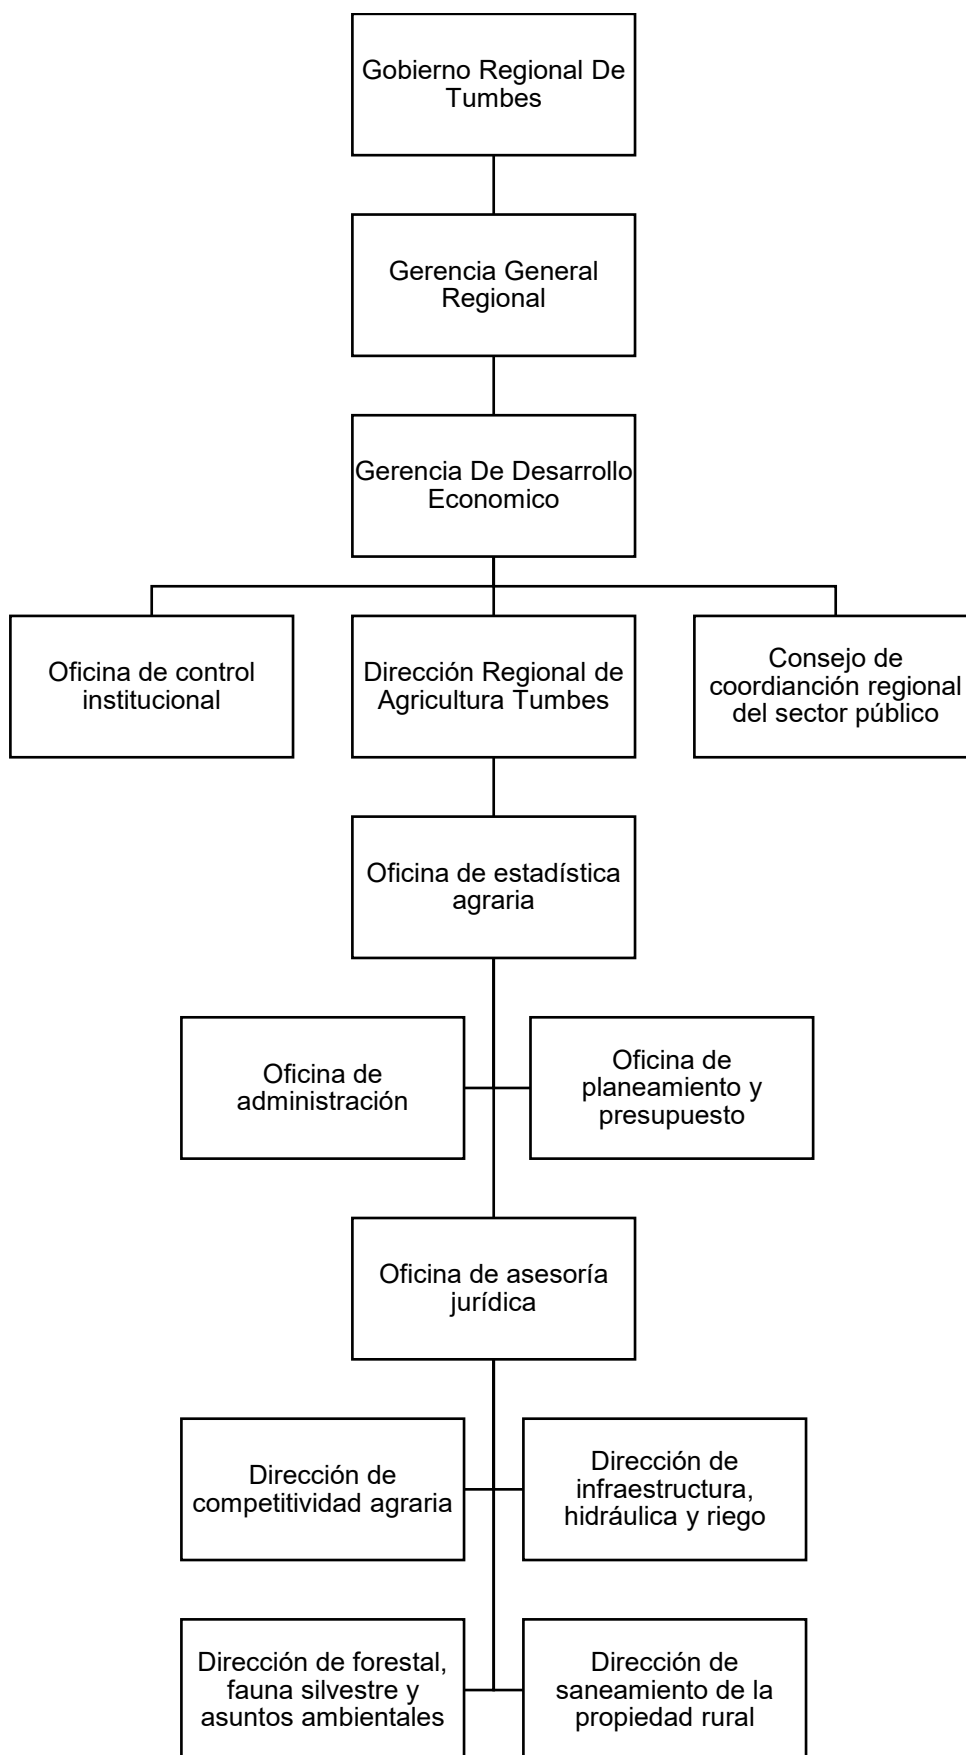 Gobierno Regional De
Tumbes
Gerencia General
Regional
Gerencia De Desarrollo
Economico
Oficina de control
institucional
Dirección Regional de
Agricultura Tumbes
Consejo de
coordianción regional
del sector público
Oficina de estadística
agraria
Oficina de
administración
Oficina de
planeamiento y
presupuesto
Oficina de asesoría
jurídica
Dirección de
competitividad agraria
Dirección de
infraestructura,
hidráulica y riego
Dirección de forestal,
fauna silvestre y
asuntos ambientales
Dirección de
saneamiento de la
propiedad rural